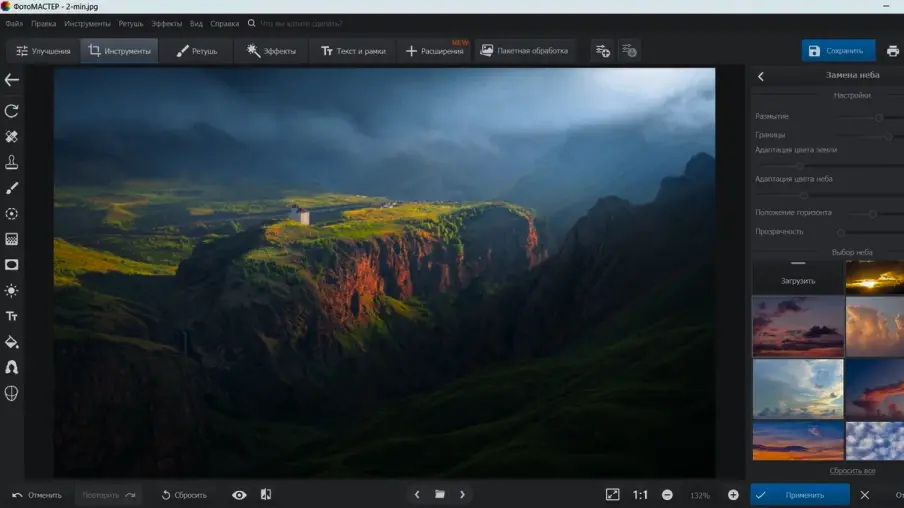 ФотоМАСТЕР - 2-min.jpg
Файл Правка Инструменты Ретушь Эффекты Вид Справка Что вы хотите сделать?
Улучшения Инструменты Ретушь Эффекты Текст и рамки Расширения NEW Пакетная обработка Сохранить
Замена неба
Настройки
Размытие
Границы
Адаптация цвета земли
Адаптация цвета неба
Положение горизонта
Прозрачность
Выбор неба
Загрузить
Сбросить все
Отменить Повторить Сбросить 1:1 132% Применить От